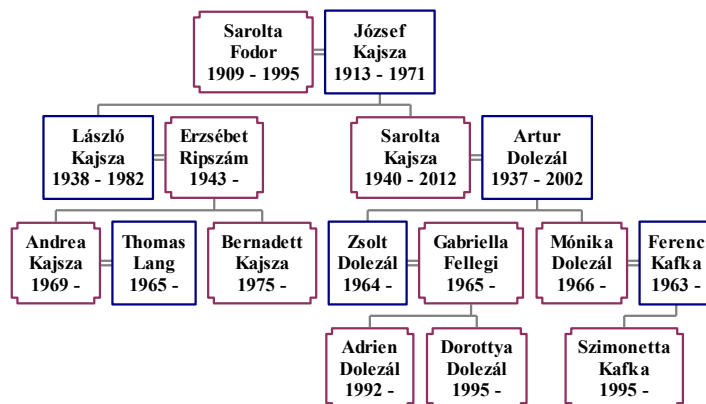 Sarolta
Fodor
1909 - 1995
József
Kajsza
1913 - 1971
László
Kajsza
1938 - 1982
Erzsébet
Ripszám
1943 -
Sarolta
Kajsza
1940 - 2012
Artur
Dolezál
1937 - 2002
Andrea
Kajsza
1969 -
Thomas
Lang
1965 -
Bernadett
Kajsza
1975 -
Zsolt
Dolezál
1964 -
Gabriella
Fellegi
1965 -
Mónika
Dolezál
1966 -
Ferenc
Kafka
1963 -
Adrien
Dolezál
1992 -
Dorottya
Dolezál
1995 -
Szimonetta
Kafka
1995 -